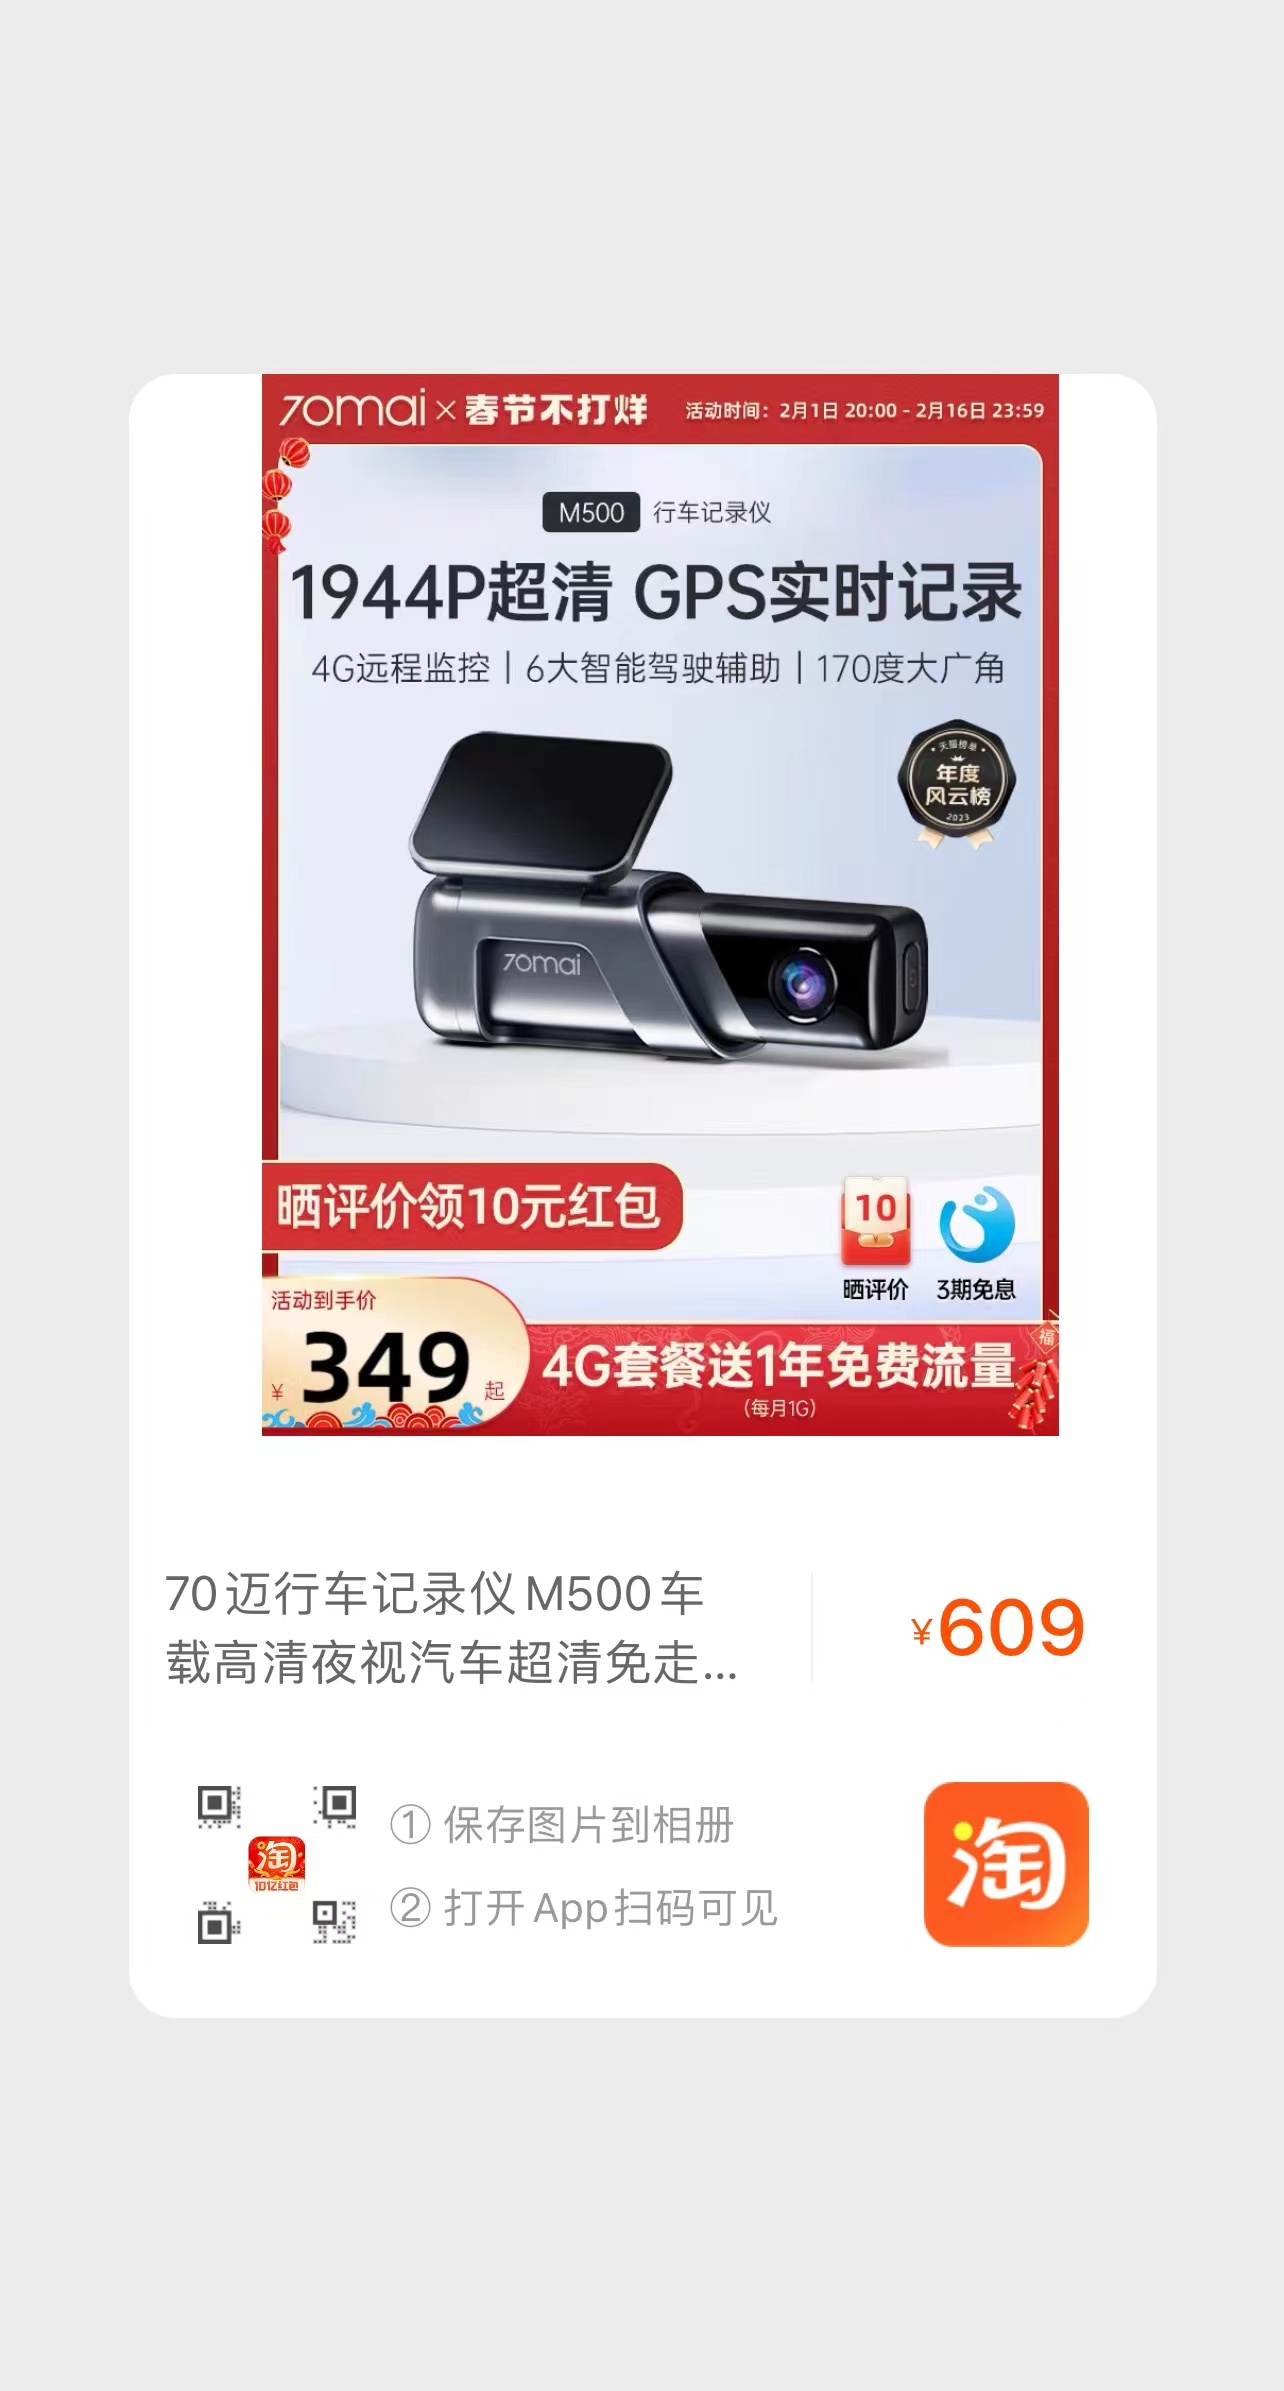 70mai × 春节不打烊 活动时间：2月1日 20:00 - 2月16日 23:59
M500 行车记录仪
1944P超清 GPS实时记录
4G远程监控 | 6大智能驾驶辅助 | 170度大广角
天猫榜单
年度
风云榜
2023
70mai
晒评价领10元红包
10
晒评价 3期免息
活动到手价
¥ 349 起
4G套餐送1年免费流量
(每月1G)
福
70迈行车记录仪M500车
载高清夜视汽车超清免走...
¥609
① 保存图片到相册
② 打开App扫码可见
淘
10亿红包
淘